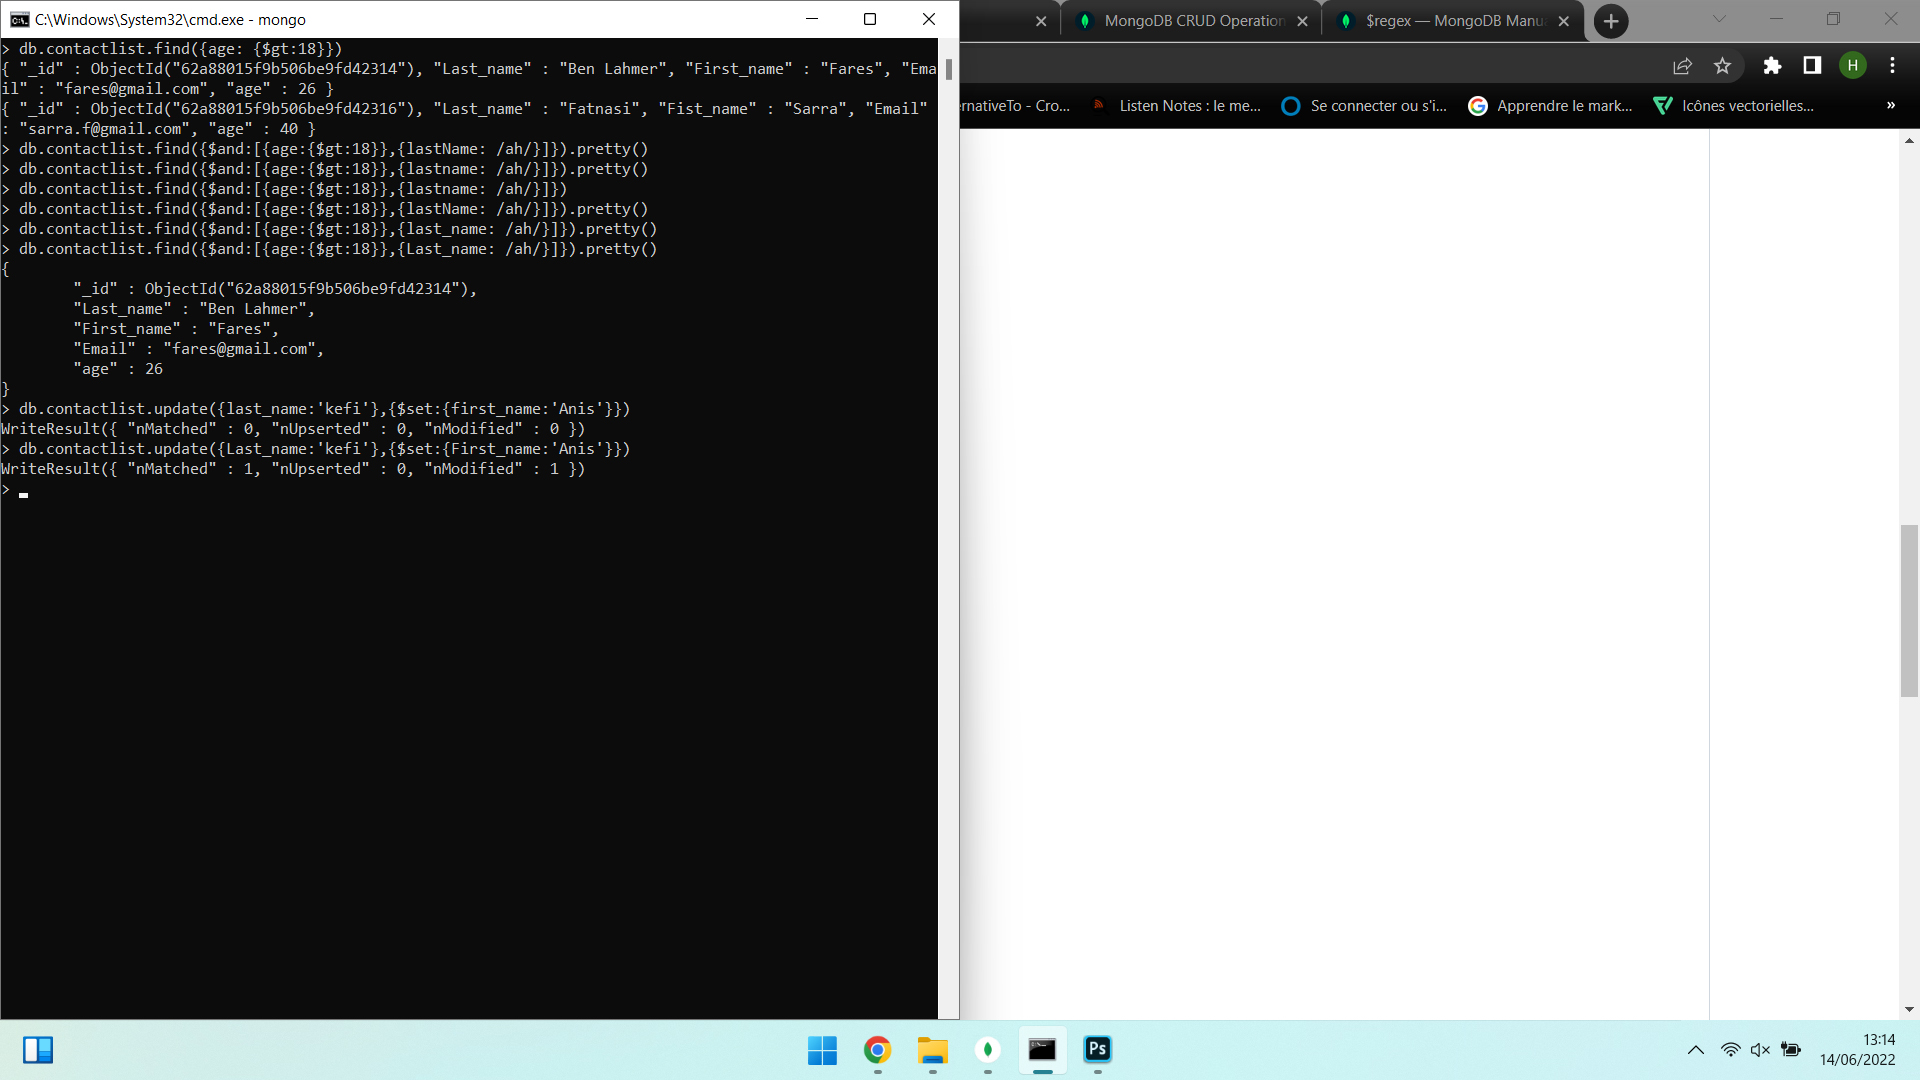 C:\Windows\System32\cmd.exe - mongo
> db.contactlist.find({age: {$gt:18}})
{ "_id" : ObjectId("62a88015f9b506be9fd42314"), "Last_name" : "Ben Lahmer", "First_name" : "Fares", "Ema
il" : "fares@gmail.com", "age" : 26 }
{ "_id" : ObjectId("62a88015f9b506be9fd42316"), "Last_name" : "Fatnasi", "Fist_name" : "Sarra", "Email"
: "sarra.f@gmail.com", "age" : 40 }
> db.contactlist.find({$and:[{age:{$gt:18}},{lastName: /ah/}]}).pretty()
> db.contactlist.find({$and:[{age:{$gt:18}},{lastname: /ah/}]}).pretty()
> db.contactlist.find({$and:[{age:{$gt:18}},{lastname: /ah/}]})
> db.contactlist.find({$and:[{age:{$gt:18}},{lastName: /ah/}]}).pretty()
> db.contactlist.find({$and:[{age:{$gt:18}},{last_name: /ah/}]}).pretty()
> db.contactlist.find({$and:[{age:{$gt:18}},{Last_name: /ah/}]}).pretty()
{
"_id" : ObjectId("62a88015f9b506be9fd42314"),
"Last_name" : "Ben Lahmer",
"First_name" : "Fares",
"Email" : "fares@gmail.com",
"age" : 26
}
> db.contactlist.update({last_name:'kefi'},{$set:{first_name:'Anis'}})
WriteResult({ "nMatched" : 0, "nUpserted" : 0, "nModified" : 0 })
> db.contactlist.update({Last_name:'kefi'},{$set:{First_name:'Anis'}})
WriteResult({ "nMatched" : 1, "nUpserted" : 0, "nModified" : 1 })
>
MongoDB CRUD Operation
$regex — MongoDB Manu
H
ernativeTo - Cro...
Listen Notes : le me...
Se connecter ou s'i...
Apprendre le mark...
Icônes vectorielles...
»
Ps
13:14
14/06/2022